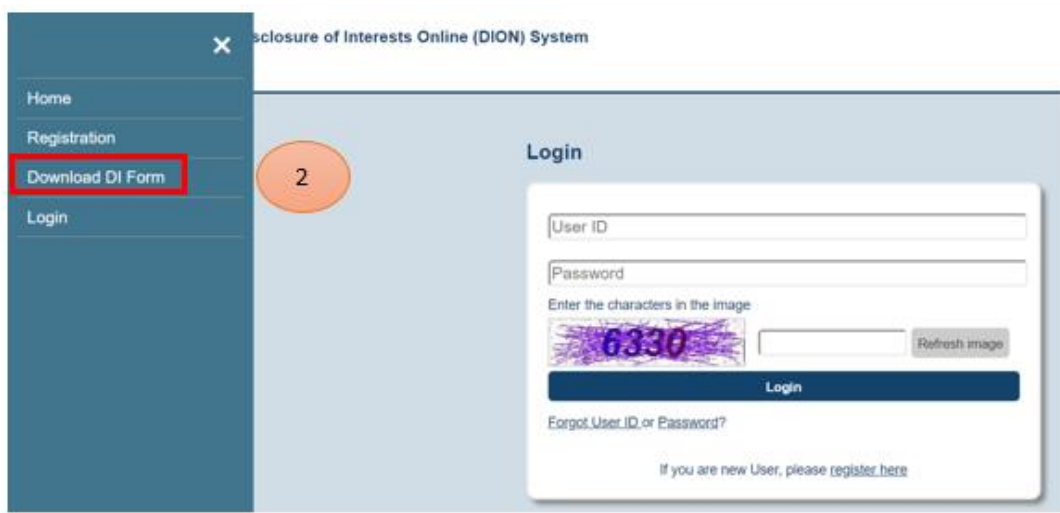 ×
sclosure of Interests Online (DION) System
Home
Registration
Download DI Form
Login
2
Login
User ID
Password
Enter the characters in the image
6330
Refresh image
Login
Forgot User ID or Password?
If you are new User, please register here